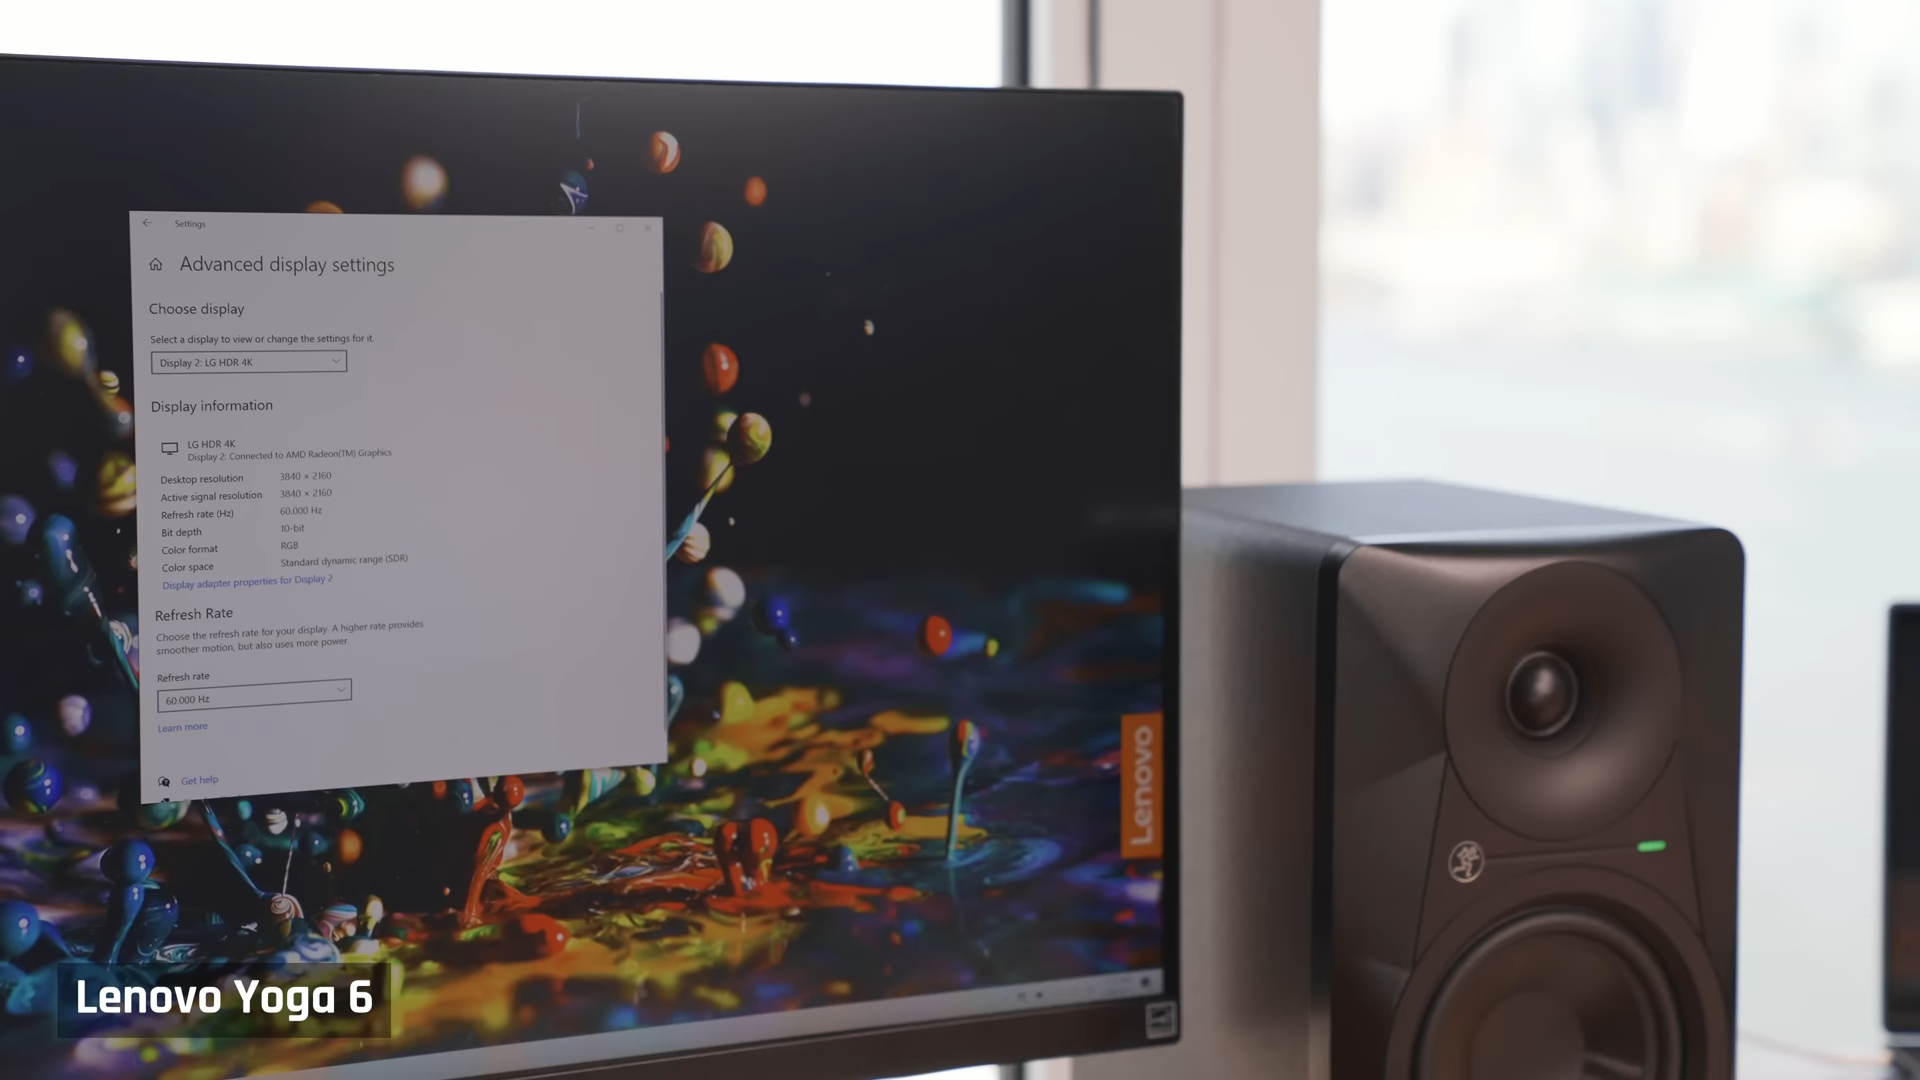 Settings
Advanced display settings
Choose display
Select a display to view or change the settings for it.
Display 2: LG HDR 4K
Display information
LG HDR 4K
Display 2: Connected to AMD Radeon(TM) Graphics
Desktop resolution 3840 × 2160
Active signal resolution 3840 × 2160
Refresh rate (Hz) 60.000 Hz
Bit depth 10-bit
Color format RGB
Color space Standard dynamic range (SDR)
Display adapter properties for Display 2
Refresh Rate
Choose the refresh rate for your display. A higher rate provides
smoother motion, but also uses more power.
Refresh rate
60.000 Hz
Learn more
Get help
Lenovo
Lenovo Yoga 6